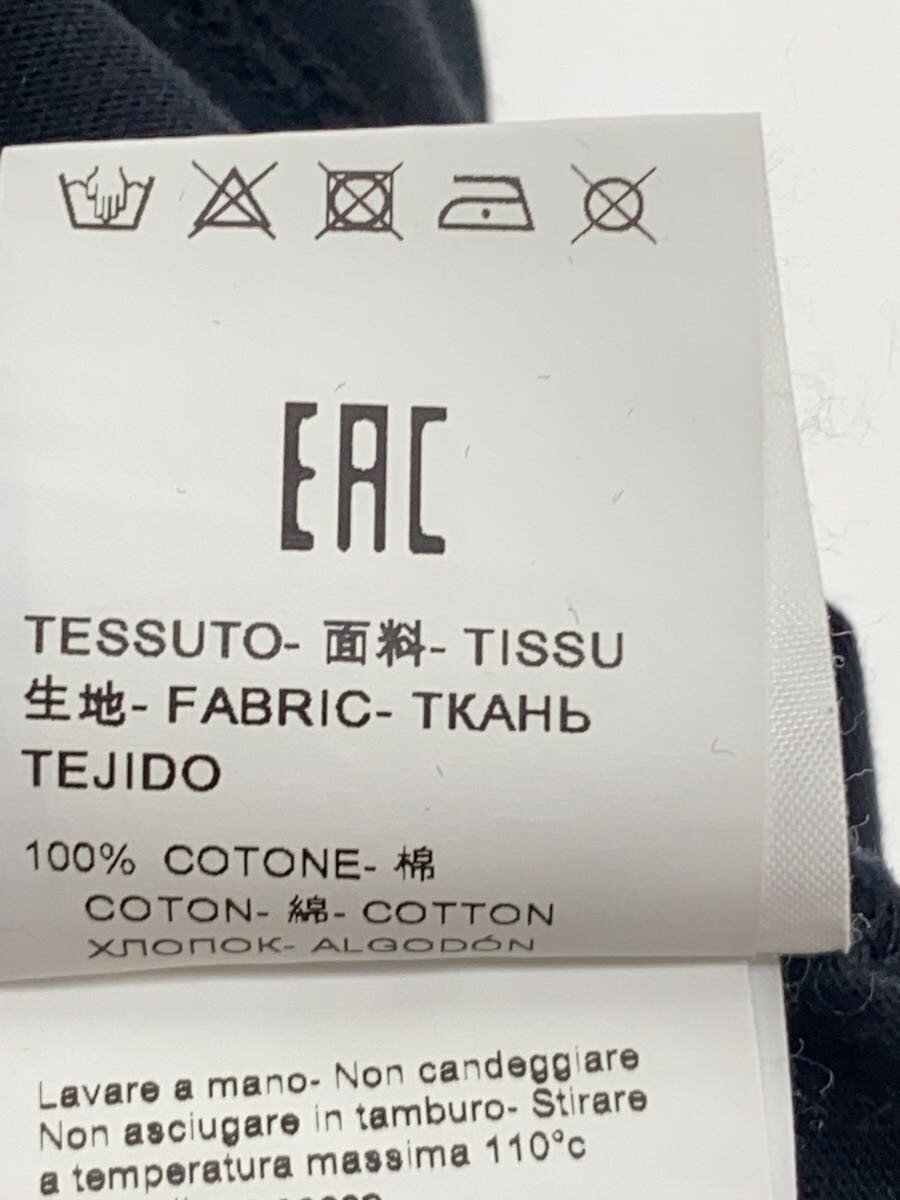 EAC
TESSUTO- 面料- TISSU
生地- FABRIC- ТКАНЬ
TEJIDO
100% COTONE- 棉
COTON- 綿- COTTON
ХЛОПОК- ALGODÓN
Lavare a mano- Non candeggiare
Non asciugare in tamburo- Stirare
a temperatura massima 110°c